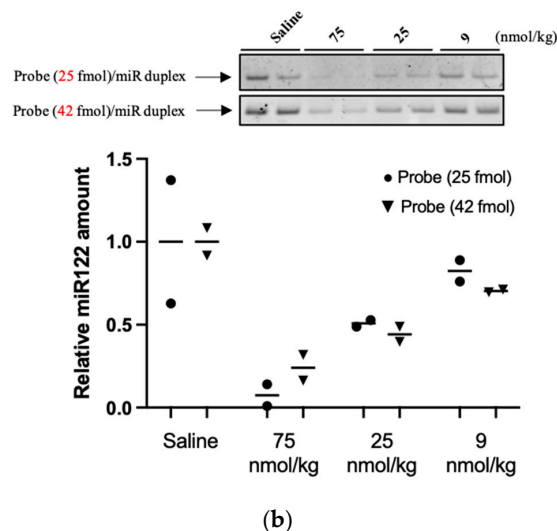 Saline 75 25 9 (nmol/kg)
Probe (25 fmol)/miR duplex
Probe (42 fmol)/miR duplex
Relative miR122 amount
1.5
1.0
0.5
0.0
Probe (25 fmol)
Probe (42 fmol)
Saline 75 25 9
nmol/kg nmol/kg nmol/kg
(b)